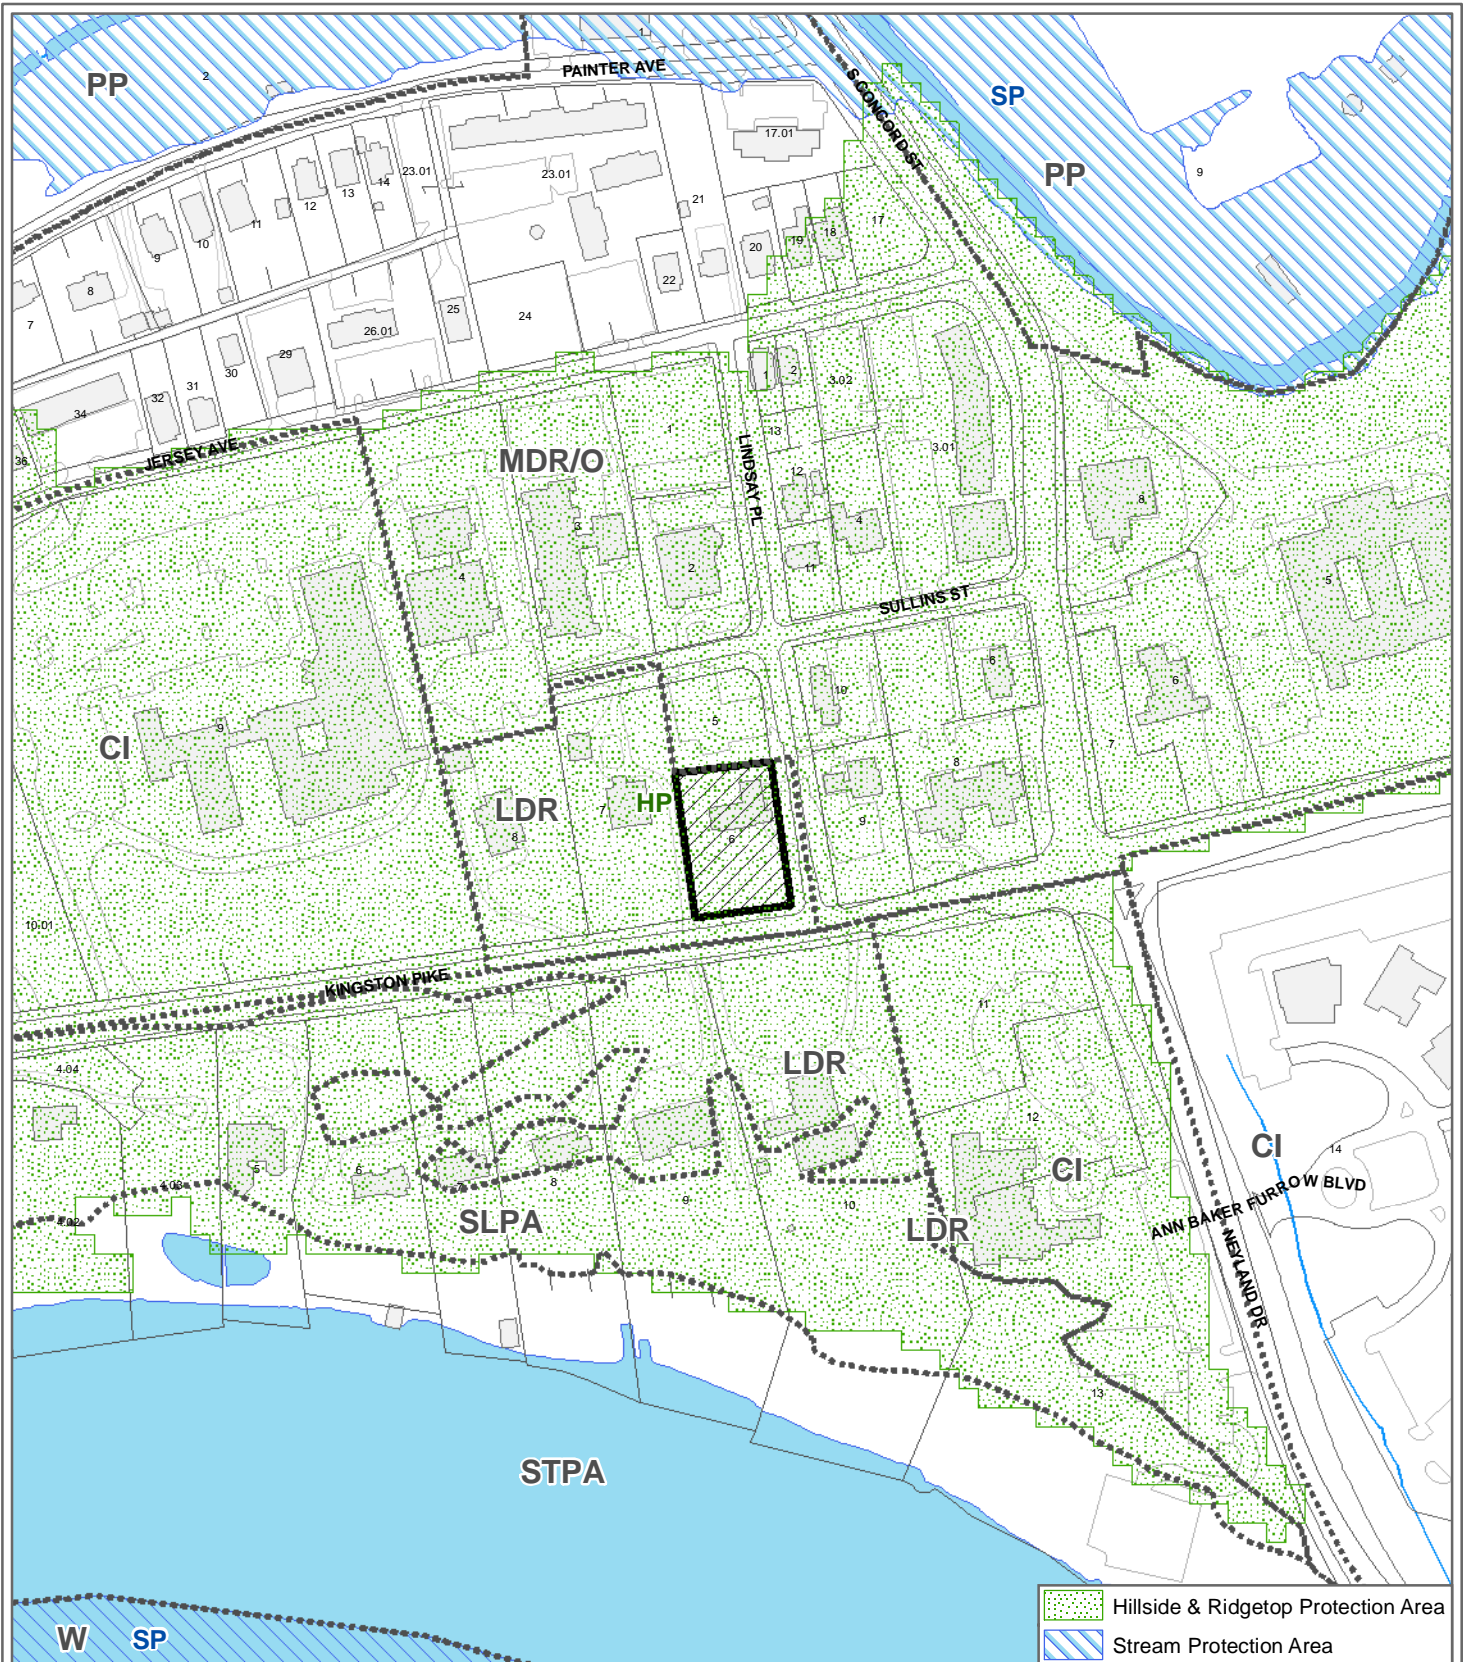 1
PAINTER AVE
PP
2
S CONCORD ST
SP
PP
9
17.01
23.01
23.01
14
13
12
11
10
9
8
7
21
17
18
19
20
22
24
25
26.01
29
30
31
32
34
36
JERSEY AVE
1
2
3.02
13
LINDSAY PL
3.01
12
4
11
MDR/O
1
3
2
4
8
5
SULLINS ST
6
10
6
7
8
9
5
CI
9
LDR
8
7
HP
6
10.01
KINGSTON PIKE
4.04
5
4.03
4.02
6
7
8
9
SLPA
LDR
10
11
12
CI
LDR
13
CI
14
ANN BAKER FURROW BLVD
NEYLAND DR
STPA
W
SP
Hillside & Ridgetop Protection Area
Stream Protection Area